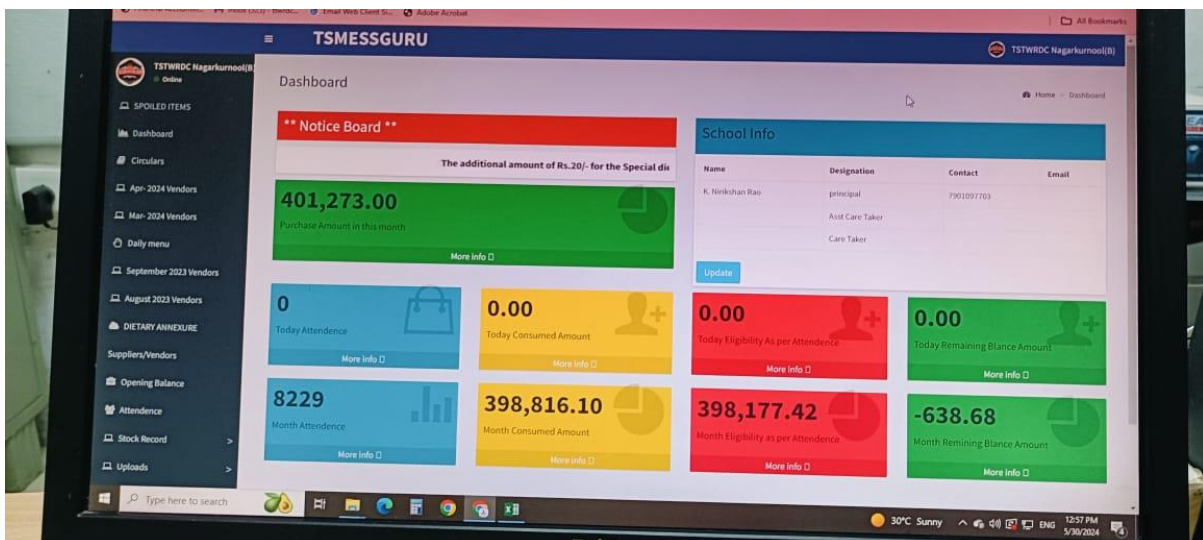 Email Web Client S...
Adobe Acrobat
All Bookmarks
TSMESSGURU
TSTWRDC Nagarkurnool(B)
TSTWRDC Nagarkurnool(B)
Online
SPOILED ITEMS
Dashboard
Circulars
Apr- 2024 Vendors
Mar- 2024 Vendors
Daily menu
September 2023 Vendors
August 2023 Vendors
DIETARY ANNEXURE
Suppliers/Vendors
Opening Balance
Attendence
Stock Record >
Uploads >
Dashboard
Home > Dashboard
** Notice Board **
The additional amount of Rs.20/- for the Special di
401,273.00
Purchase Amount in this month
More info
School Info
Name Designation Contact Email
K. Nirikshan Rao principal 7901097703
Asst Care Taker
Care Taker
Update
0
Today Attendence
More info
0.00
Today Consumed Amount
More info
0.00
Today Eligibility As per Attendence
More info
0.00
Today Remaining Blance Amount
More info
8229
Month Attendence
More info
398,816.10
Month Consumed Amount
More info
398,177.42
Month Eligibility as per Attendence
More info
-638.68
Month Remining Blance Amount
More info
Type here to search
30°C Sunny
ENG
12:57 PM
5/30/2024